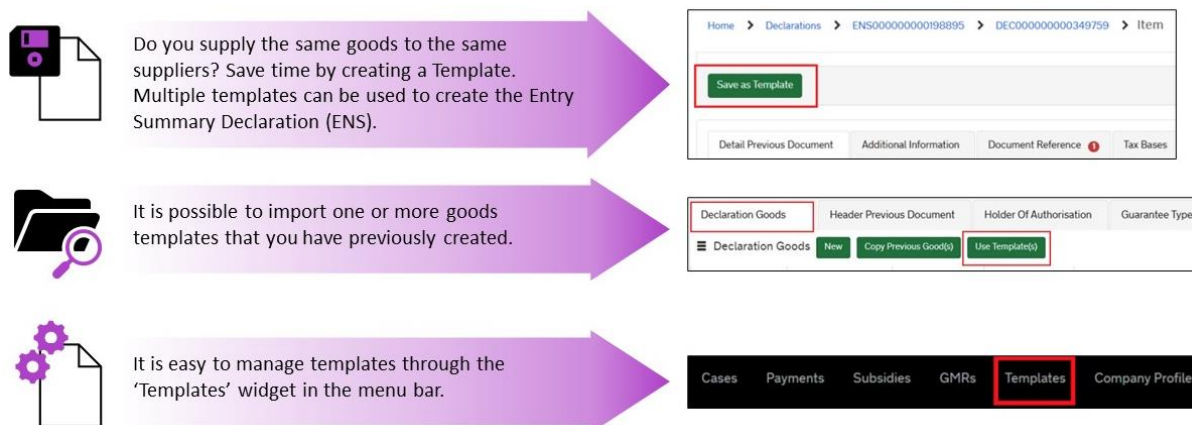 Do you supply the same goods to the same
suppliers? Save time by creating a Template.
Multiple templates can be used to create the Entry
Summary Declaration (ENS).
Home > Declarations > ENS000000000198895 > DEC000000000349759 > Item
Save as Template
Detail Previous Document Additional Information Document Reference 1 Tax Bases
It is possible to import one or more goods
templates that you have previously created.
Declaration Goods Header Previous Document Holder Of Authorisation Guarantee Type
Declaration Goods New Copy Previous Good(s) Use Template(s)
It is easy to manage templates through the
‘Templates’ widget in the menu bar.
Cases Payments Subsidies GMRs Templates Company Profile